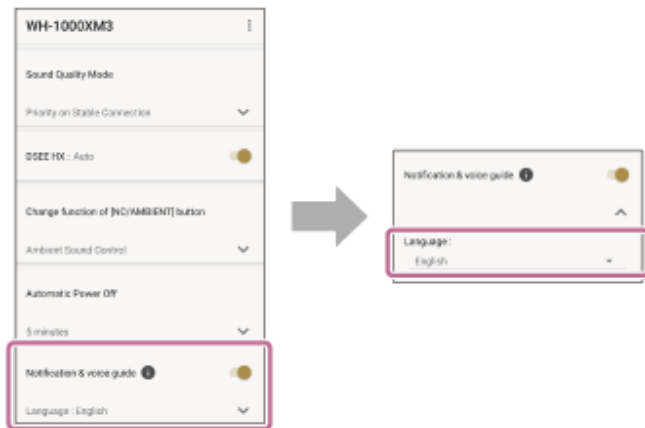 WH-1000XM3
Sound Quality Mode
Priority on Stable Connection
DSEE HX : Auto
Change function of [NC/AMBIENT] button
Ambient Sound Control
Automatic Power Off
5 minutes
Notification & voice guide
Language : English
Notification & voice guide
Language :
English